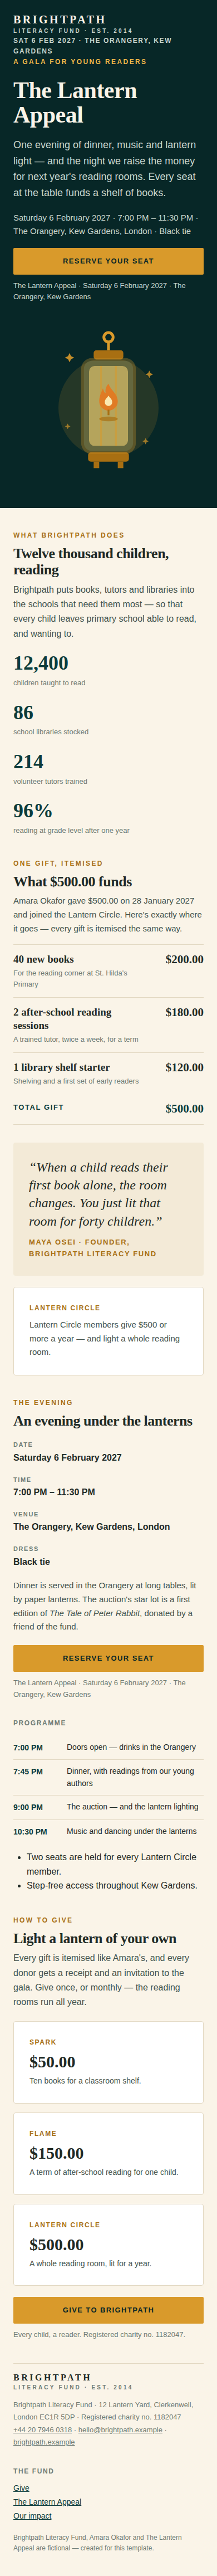 BRIGHTPATH
LITERACY FUND · EST. 2014
SAT 6 FEB 2027 · THE ORANGERY, KEW
GARDENS
A GALA FOR YOUNG READERS
The Lantern
Appeal
One evening of dinner, music and lantern
light — and the night we raise the money
for next year's reading rooms. Every seat
at the table funds a shelf of books.
Saturday 6 February 2027 · 7:00 PM – 11:30 PM ·
The Orangery, Kew Gardens, London · Black tie
RESERVE YOUR SEAT
The Lantern Appeal · Saturday 6 February 2027 · The
Orangery, Kew Gardens
WHAT BRIGHTPATH DOES
Twelve thousand children,
reading
Brightpath puts books, tutors and libraries into
the schools that need them most — so that
every child leaves primary school able to read,
and wanting to.
12,400
children taught to read
86
school libraries stocked
214
volunteer tutors trained
96%
reading at grade level after one year
ONE GIFT, ITEMISED
What $500.00 funds
Amara Okafor gave $500.00 on 28 January 2027
and joined the Lantern Circle. Here's exactly where
it goes — every gift is itemised the same way.
40 new books $200.00
For the reading corner at St. Hilda's
Primary
2 after-school reading $180.00
sessions
A trained tutor, twice a week, for a term
1 library shelf starter $120.00
Shelving and a first set of early readers
TOTAL GIFT $500.00
“When a child reads their
first book alone, the room
changes. You just lit that
room for forty children.”
MAYA OSEI · FOUNDER,
BRIGHTPATH LITERACY FUND
LANTERN CIRCLE
Lantern Circle members give $500 or
more a year — and light a whole reading
room.
THE EVENING
An evening under the lanterns
DATE
Saturday 6 February 2027
TIME
7:00 PM – 11:30 PM
VENUE
The Orangery, Kew Gardens, London
DRESS
Black tie
Dinner is served in the Orangery at long tables, lit
by paper lanterns. The auction's star lot is a first
edition of The Tale of Peter Rabbit, donated by a
friend of the fund.
RESERVE YOUR SEAT
The Lantern Appeal · Saturday 6 February 2027 · The
Orangery, Kew Gardens
PROGRAMME
7:00 PM Doors open — drinks in the Orangery
7:45 PM Dinner, with readings from our young
authors
9:00 PM The auction — and the lantern lighting
10:30 PM Music and dancing under the lanterns
• Two seats are held for every Lantern Circle
member.
• Step-free access throughout Kew Gardens.
HOW TO GIVE
Light a lantern of your own
Every gift is itemised like Amara's, and every
donor gets a receipt and an invitation to the
gala. Give once, or monthly — the reading
rooms run all year.
SPARK
$50.00
Ten books for a classroom shelf.
FLAME
$150.00
A term of after-school reading for one child.
LANTERN CIRCLE
$500.00
A whole reading room, lit for a year.
GIVE TO BRIGHTPATH
Every child, a reader. Registered charity no. 1182047.
BRIGHTPATH
LITERACY FUND · EST. 2014
Brightpath Literacy Fund · 12 Lantern Yard, Clerkenwell,
London EC1R 5DP · Registered charity no. 1182047
+44 20 7946 0318 · hello@brightpath.example ·
brightpath.example
THE FUND
Give
The Lantern Appeal
Our impact
Brightpath Literacy Fund, Amara Okafor and The Lantern
Appeal are fictional — created for this template.